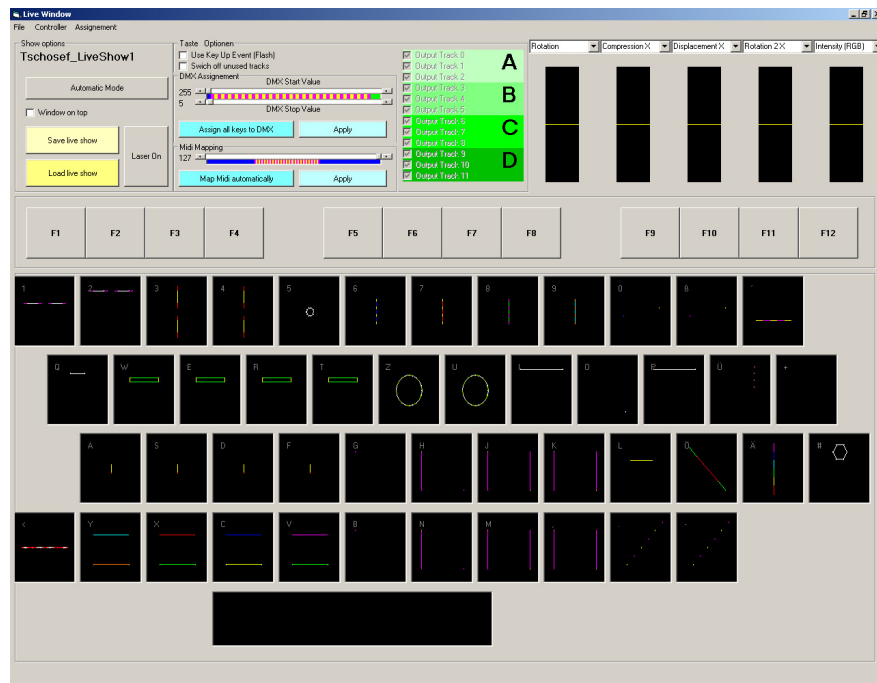 Live Window
File Controller Assignement
Show options
Tschosef_LiveShow1
Automatic Mode
Window on top
Save live show
Load live show
Laser On
Taste Optionen
Use Key Up Event (Flash)
Swich off unused tracks
DMX Assignement
DMX Start Value
255
5
DMX Stop Value
Assign all keys to DMX Apply
Midi Mapping
127
Map Midi automatically Apply
Output Track 0
Output Track 1
Output Track 2
Output Track 3
Output Track 4
Output Track 5
Output Track 6
Output Track 7
Output Track 8
Output Track 9
Output Track 10
Output Track 11
A
B
C
D
Rotation Compression X Displacement X Rotation 2 X Intensity (RGB)
F1 F2 F3 F4 F5 F6 F7 F8 F9 F10 F11 F12
1 2 3 4 5 6 7 8 9 0 ß ´
Q W E R T Z U I O P Ü +
A S D F G H J K L Ö Ä #
< Y X C V B N M , . -